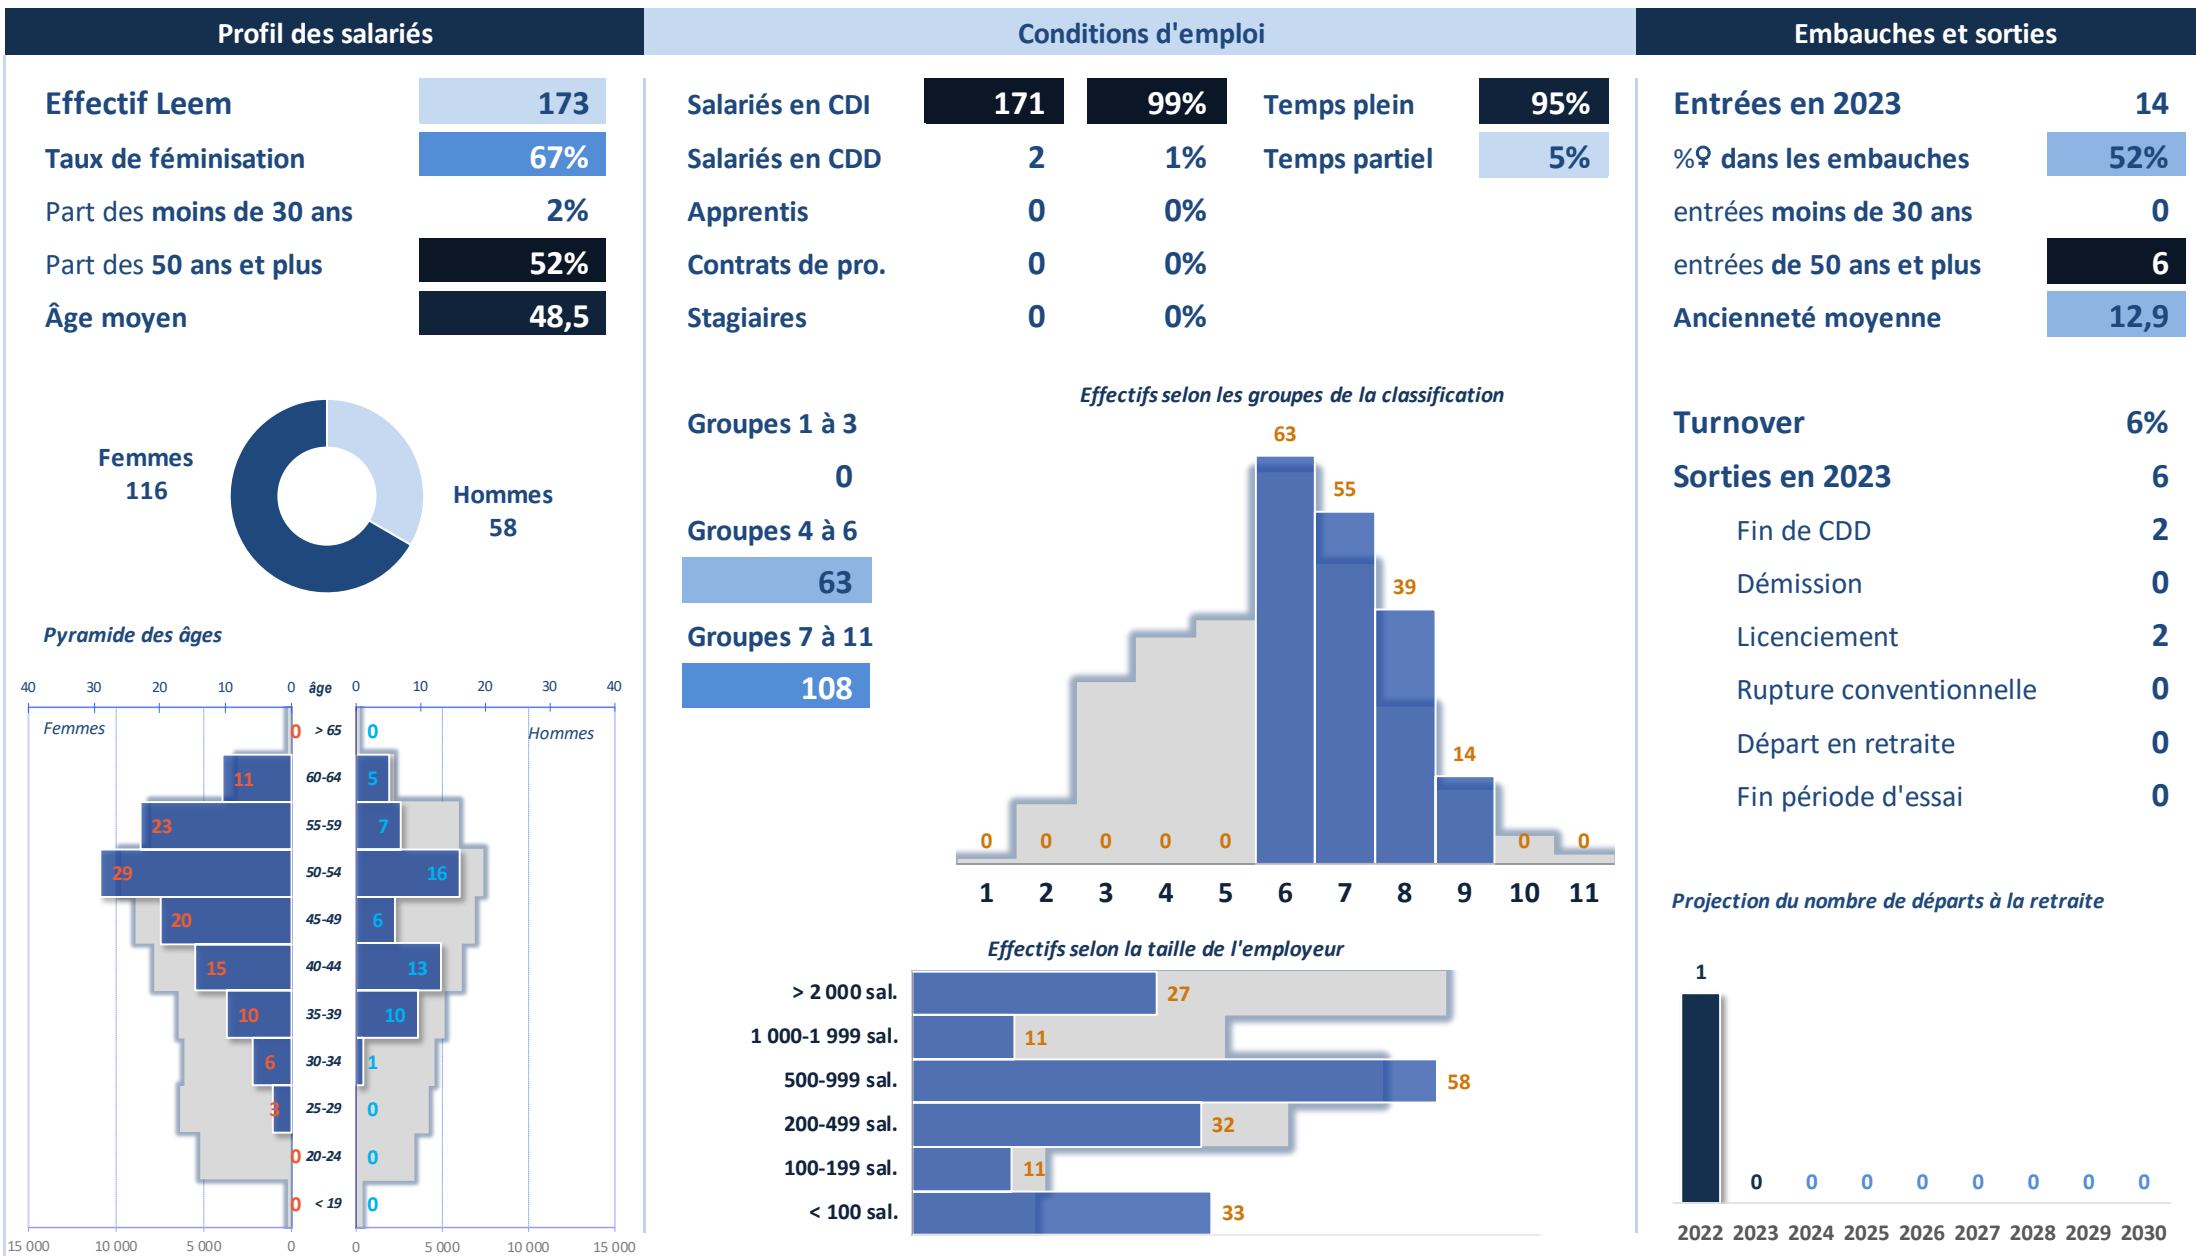 Profil des salariés
Effectif Leem 173
Taux de féminisation 67%
Part des moins de 30 ans 2%
Part des 50 ans et plus 52%
Âge moyen 48,5
Femmes
116
Hommes
58
Pyramide des âges
40 30 20 10 0 âge 0 10 20 30 40
Femmes Hommes
0 > 65 0
11 60-64 5
23 55-59 7
29 50-54 16
20 45-49 6
15 40-44 13
10 35-39 10
6 30-34 1
3 25-29 0
0 20-24 0
0 < 19 0
15 000 10 000 5 000 0 0 5 000 10 000 15 000
Conditions d'emploi
Salariés en CDI 171 99% Temps plein 95%
Salariés en CDD 2 1% Temps partiel 5%
Apprentis 0 0%
Contrats de pro. 0 0%
Stagiaires 0 0%
Groupes 1 à 3
0
Groupes 4 à 6
63
Groupes 7 à 11
108
Effectifs selon les groupes de la classification
63
55
39
14
0 0 0 0 0 0 0
1 2 3 4 5 6 7 8 9 10 11
Effectifs selon la taille de l'employeur
> 2 000 sal. 27
1 000-1 999 sal. 11
500-999 sal. 58
200-499 sal. 32
100-199 sal. 11
< 100 sal. 33
Embauches et sorties
Entrées en 2023 14
%♀ dans les embauches 52%
entrées moins de 30 ans 0
entrées de 50 ans et plus 6
Ancienneté moyenne 12,9
Turnover 6%
Sorties en 2023 6
Fin de CDD 2
Démission 0
Licenciement 2
Rupture conventionnelle 0
Départ en retraite 0
Fin période d'essai 0
Projection du nombre de départs à la retraite
1
0 0 0 0 0 0 0 0
2022 2023 2024 2025 2026 2027 2028 2029 2030